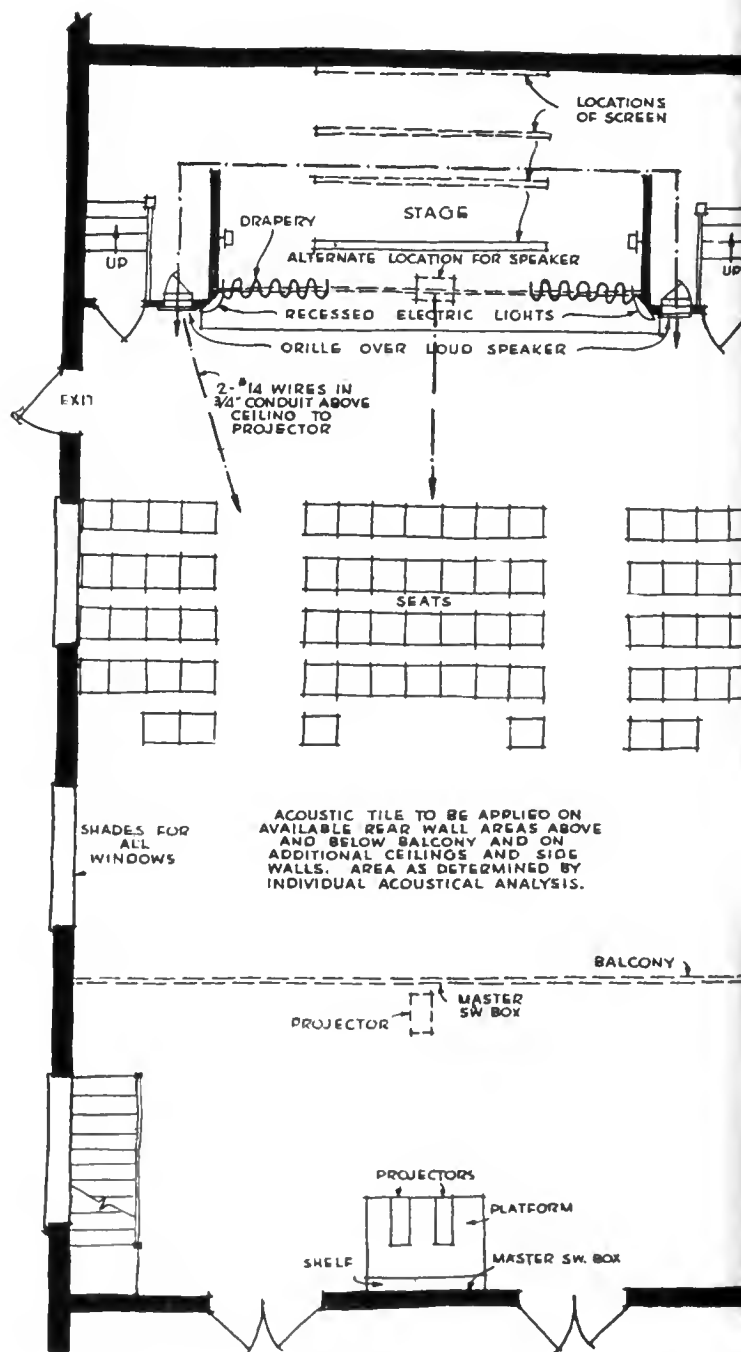 LOCATIONS
OF SCREEN
STAGE
DRAPERY
UP
ALTERNATE LOCATION FOR SPEAKER
UP
RECESSED ELECTRIC LIGHTS
GRILLE OVER LOUD SPEAKER
2-#14 WIRES IN
3/4" CONDUIT ABOVE
CEILING TO
PROJECTOR
EXIT
SEATS
SHADES FOR
ALL
WINDOWS
ACOUSTIC TILE TO BE APPLIED ON
AVAILABLE REAR WALL AREAS ABOVE
AND BELOW BALCONY AND ON
ADDITIONAL CEILINGS AND SIDE
WALLS. AREA AS DETERMINED BY
INDIVIDUAL ACOUSTICAL ANALYSIS.
BALCONY
MASTER
SW BOX
PROJECTOR
PROJECTORS
PLATFORM
SHELF
MASTER SW. BOX